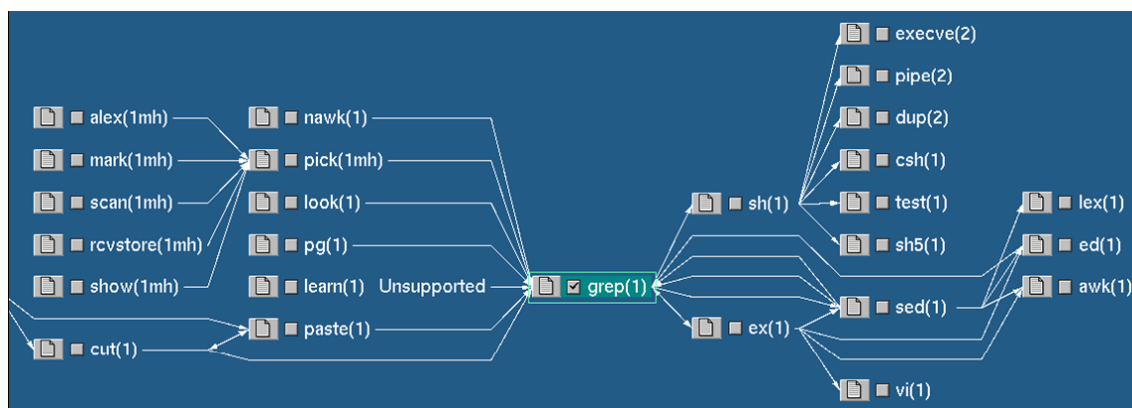 execve(2)
pipe(2)
alex(1mh)
nawk(1)
dup(2)
mark(1mh)
pick(1mh)
csh(1)
scan(1mh)
look(1)
sh(1)
test(1)
lex(1)
rcvstore(1mh)
pg(1)
sh5(1)
ed(1)
show(1mh)
learn(1) Unsupported
grep(1)
awk(1)
sed(1)
paste(1)
ex(1)
cut(1)
vi(1)